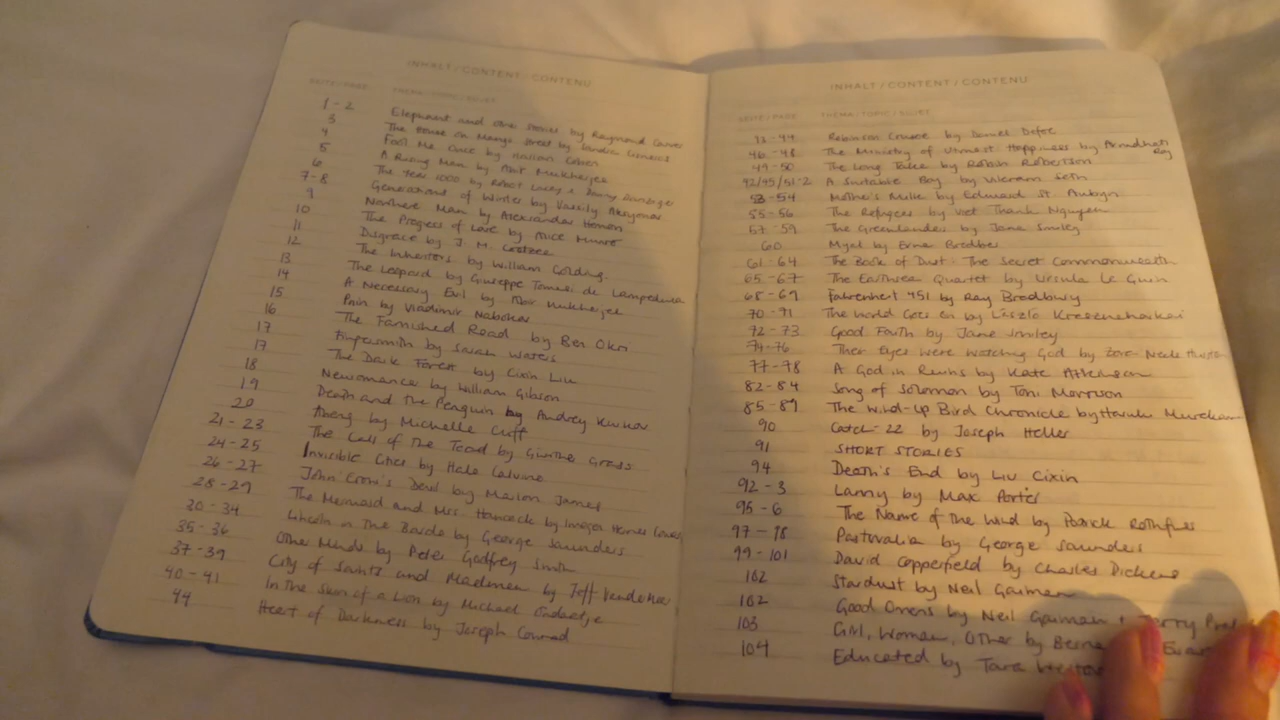 INHALT / CONTENT / CONTENU
SEITE / PAGE THEMA / TOPIC / SUJET
1-2 Elephant and other stories by Raymond Carver
3 The House on Mango Street by Sandra Cisneros
4 Fool Me Once by Harlan Coben
5 A Rising Man by Abir Mukherjee
6 The Year 1000 by Robert Lacey & Danny Danziger
7-8 Generations of Winter by Vassily Aksyonov
9 Nowhere Man by Aleksandar Hemon
10 The Progress of Love by Alice Munro
11 Disgrace by J. M. Coetzee
12 The Inheritors by William Golding.
13 The Leopard by Giuseppe Tomasi di Lampedusa
14 A Necessary Evil by Abir Mukherjee
15 by Vladimir Nabokov
16 The Famished Road by Ben Okri
17 Fingersmith by Sarah Waters
17 The Dark Forest by Cixin Liu
18 Neuromance by William Gibson
19 Death and the Penguin by Andrey Kurkov
20 Abeng by Michelle Cliff
21-23 The Call of the Toad by Günther Grass
24-25 Invisible Cities by Italo Calvino
26-27 John Crow's Devil by Marlon James
28-29 The Mermaid and Mrs. Hancock by Imogen Hermes Gowar
30-34 Lincoln in the Bardo by George Saunders
35-36 Other Minds by Peter Godfrey Smith
37-39 City of Saints and Madmen by Jeff Vandermeer
40-41 In the Skin of a Lion by Michael Ondaatje
44 Heart of Darkness by Joseph Conrad
INHALT / CONTENT / CONTENU
SEITE / PAGE THEMA / TOPIC / SUJET
Robinson Crusoe by Daniel Defoe
46-48 The Ministry of Utmost Happiness by Arundhati Roy
49-50 The Long Take by Robin Robertson
42/45/51-2 A Suitable Boy by Vikram Seth
53-54 Mother's Milk by Edward St. Aubyn
55-56 The Refugees by Viet Thanh Nguyen
57-59 The Greenlanders by Jane Smiley
60 by Erna Brodber
61-64 The Book of Dust: The Secret Commonwealth
65-67 The Earthsea Quartet by Ursula Le Guin
68-69 Fahrenheit 451 by Ray Bradbury
70-71 The World Goes On by László
72-73 Good Faith by Jane Smiley
74-76 Their Eyes Were Watching God by Zora Neale Hurston
77-78 A God in Ruins by Kate Atkinson
82-84 Song of Solomon by Toni Morrison
85-89 The Wind-Up Bird Chronicle by Haruki Murakami
90 Catch-22 by Joseph Heller
91 SHORT STORIES
94 Death's End by Liu Cixin
92-3 Lanny by Max Porter
95-6 The Name of the Wind by Patrick Rothfuss
97-98 Pastoralia by George Saunders
99-101 David Copperfield by Charles Dickens
102 Stardust by Neil Gaiman
102 Good Omens by Neil Gaiman + Terry
103 Girl, Woman, Other by
104 Educated by Tara Westover